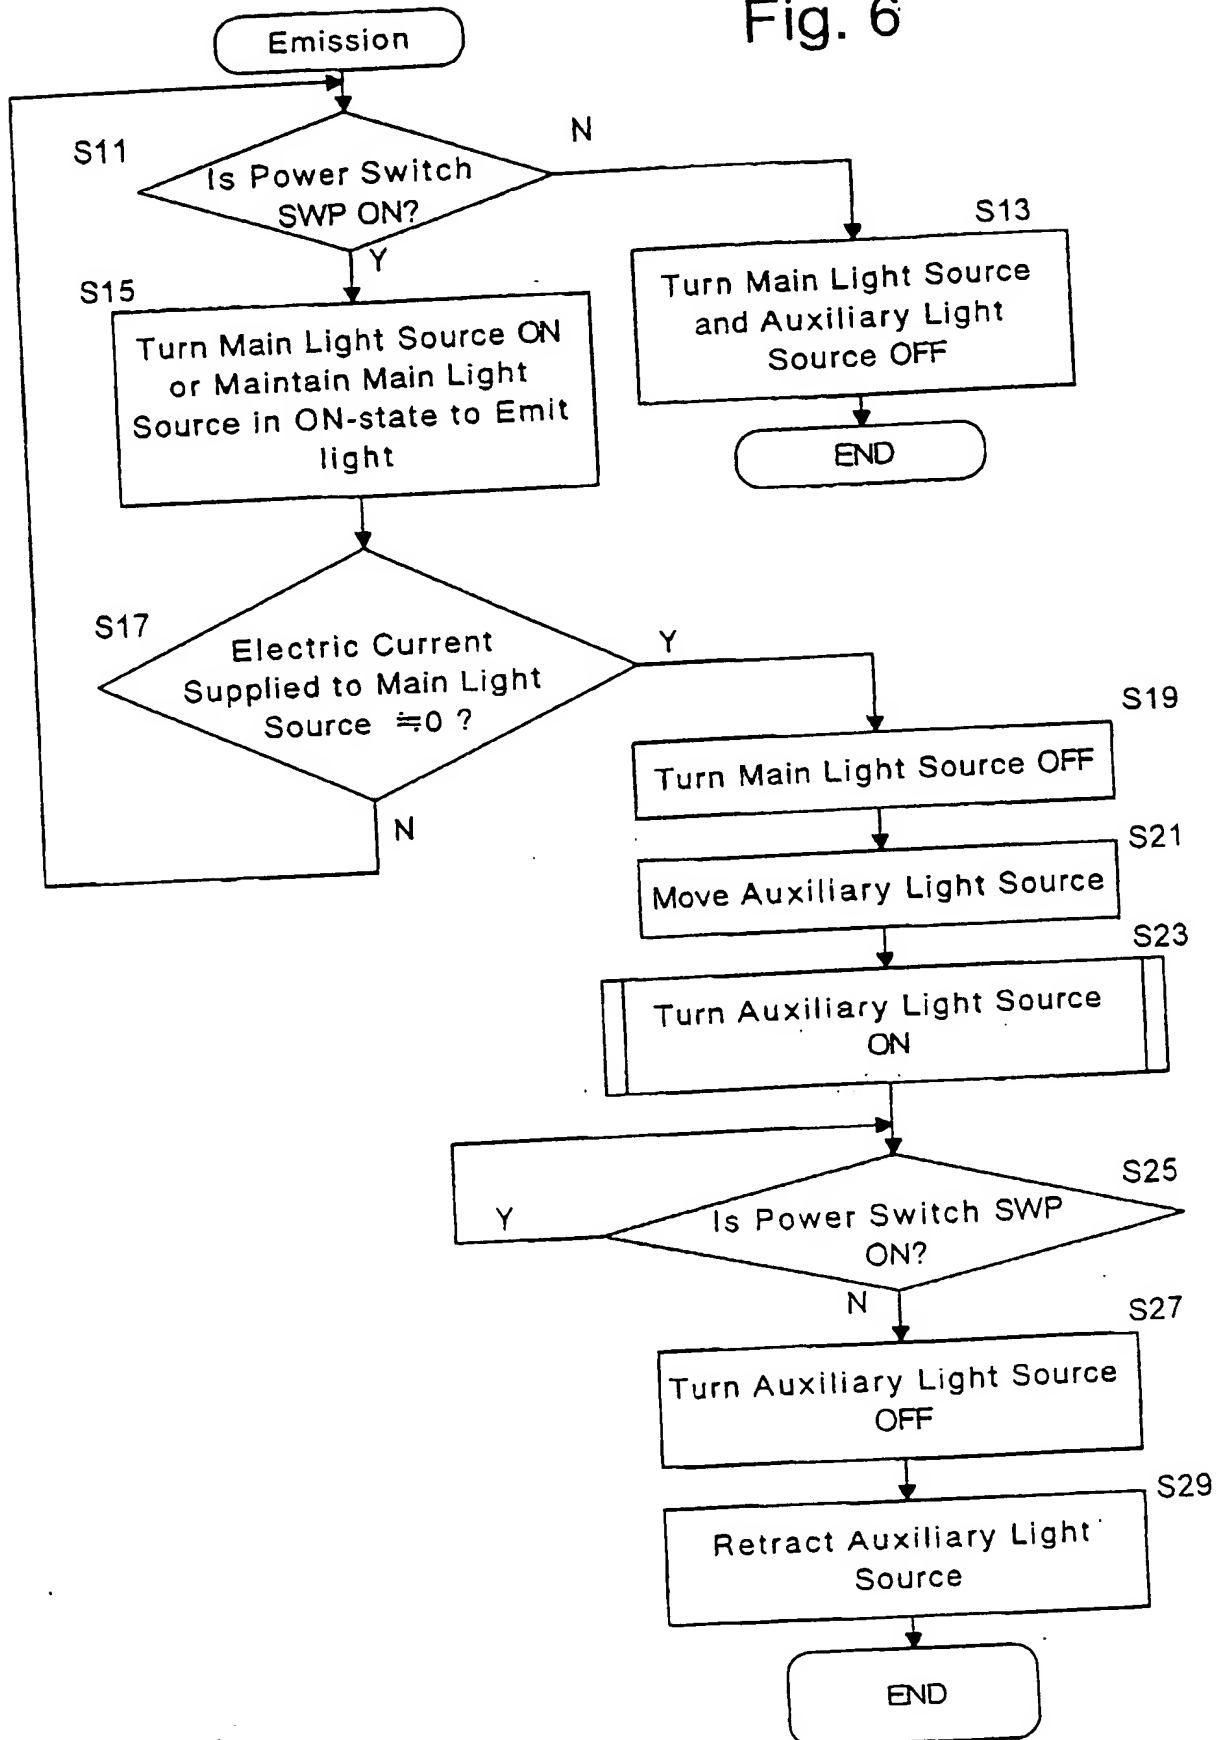 Fig. 6
Emission
S11
Is Power Switch
SWP ON?
N
Y
S13
Turn Main Light Source
and Auxiliary Light
Source OFF
END
S15
Turn Main Light Source ON
or Maintain Main Light
Source in ON-state to Emit
light
S17
Electric Current
Supplied to Main Light
Source ≒0 ?
Y
N
S19
Turn Main Light Source OFF
S21
Move Auxiliary Light Source
S23
Turn Auxiliary Light Source
ON
S25
Is Power Switch SWP
ON?
Y
N
S27
Turn Auxiliary Light Source
OFF
S29
Retract Auxiliary Light
Source
END